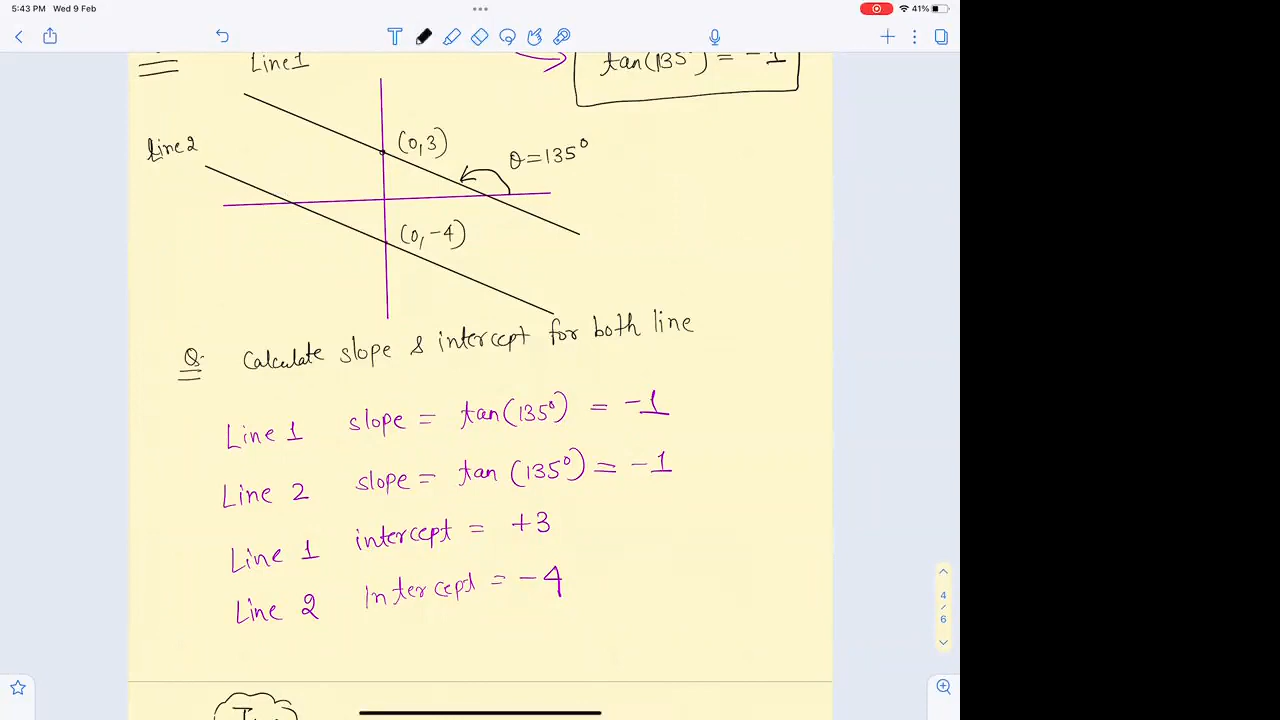 5:43 PM Wed 9 Feb
41%
Line 1
tan(135°) = -1
Line 2
(0,3)
θ = 135°
(0,-4)
Q. Calculate slope & intercept for both line
Line 1 slope = tan(135°) = -1
Line 2 slope = tan (135°) = -1
Line 1 intercept = +3
Line 2 Intercept = -4
4
/
6